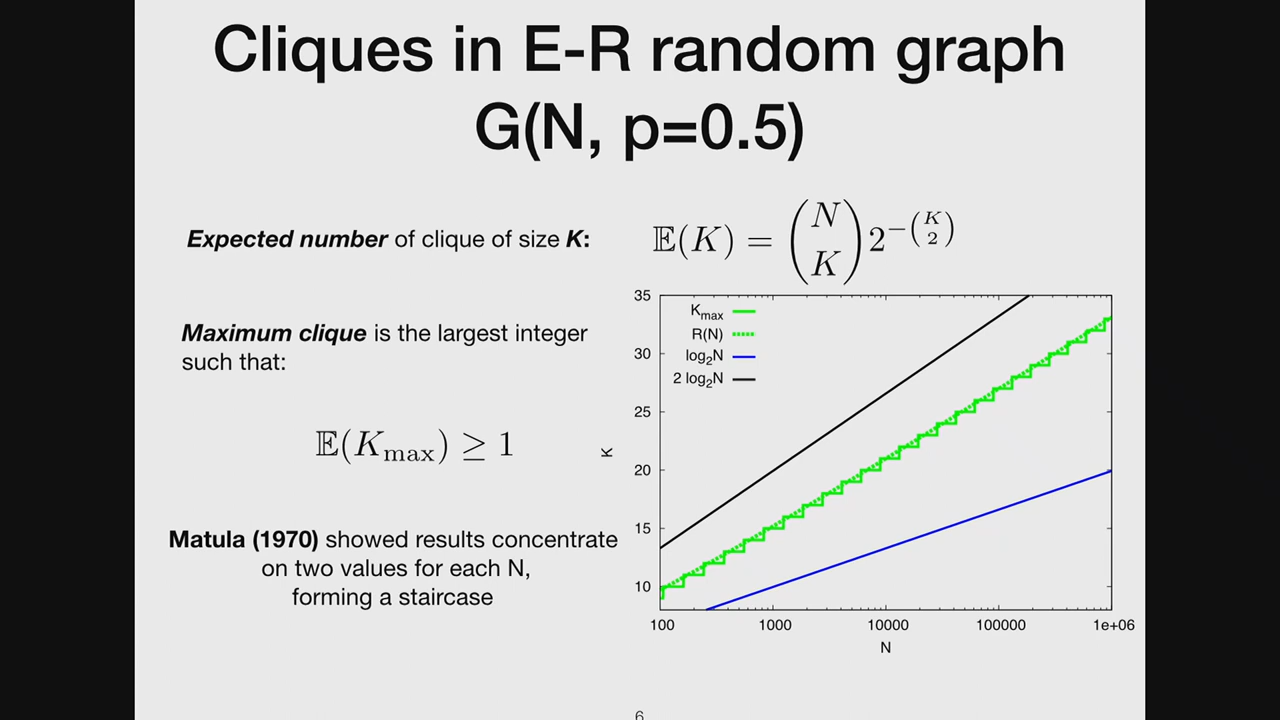 Cliques in E-R random graph
G(N, p=0.5)
Expected number of clique of size K:
𝔼(K) = (N K) 2^{-(K 2)}
Maximum clique is the largest integer
such that:
𝔼(K_max) ≥ 1
Matula (1970) showed results concentrate
on two values for each N,
forming a staircase
K_max
R(N)
log₂N
2 log₂N
35
30
25
20
15
10
K
100 1000 10000 100000 1e+06
N
6